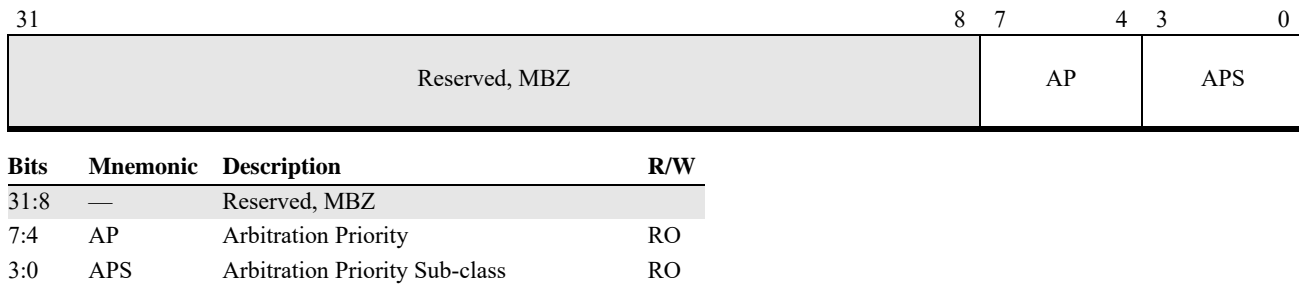 31 8 7 4 3 0
Reserved, MBZ AP APS
Bits Mnemonic Description R/W
31:8 — Reserved, MBZ
7:4 AP Arbitration Priority RO
3:0 APS Arbitration Priority Sub-class RO